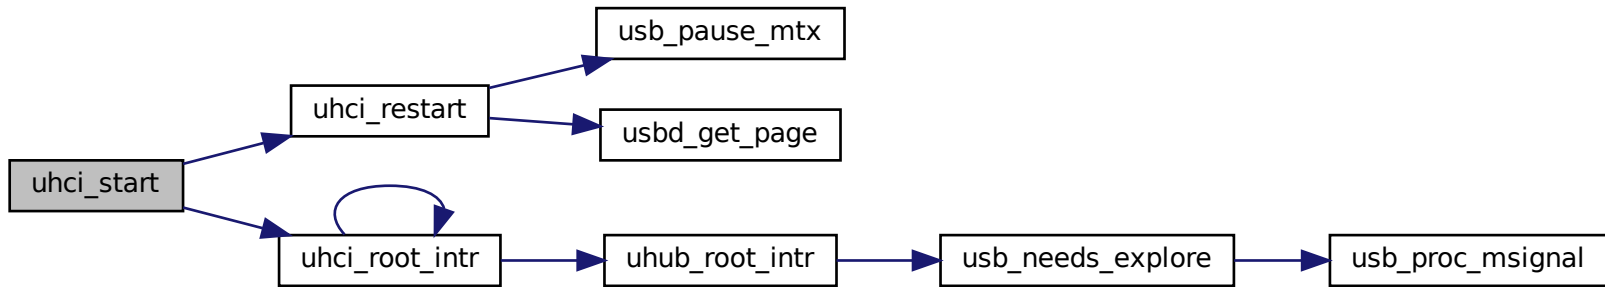 usb_pause_mtx
uhci_restart
usbd_get_page
uhci_start
uhci_root_intr
uhub_root_intr
usb_needs_explore
usb_proc_msignal